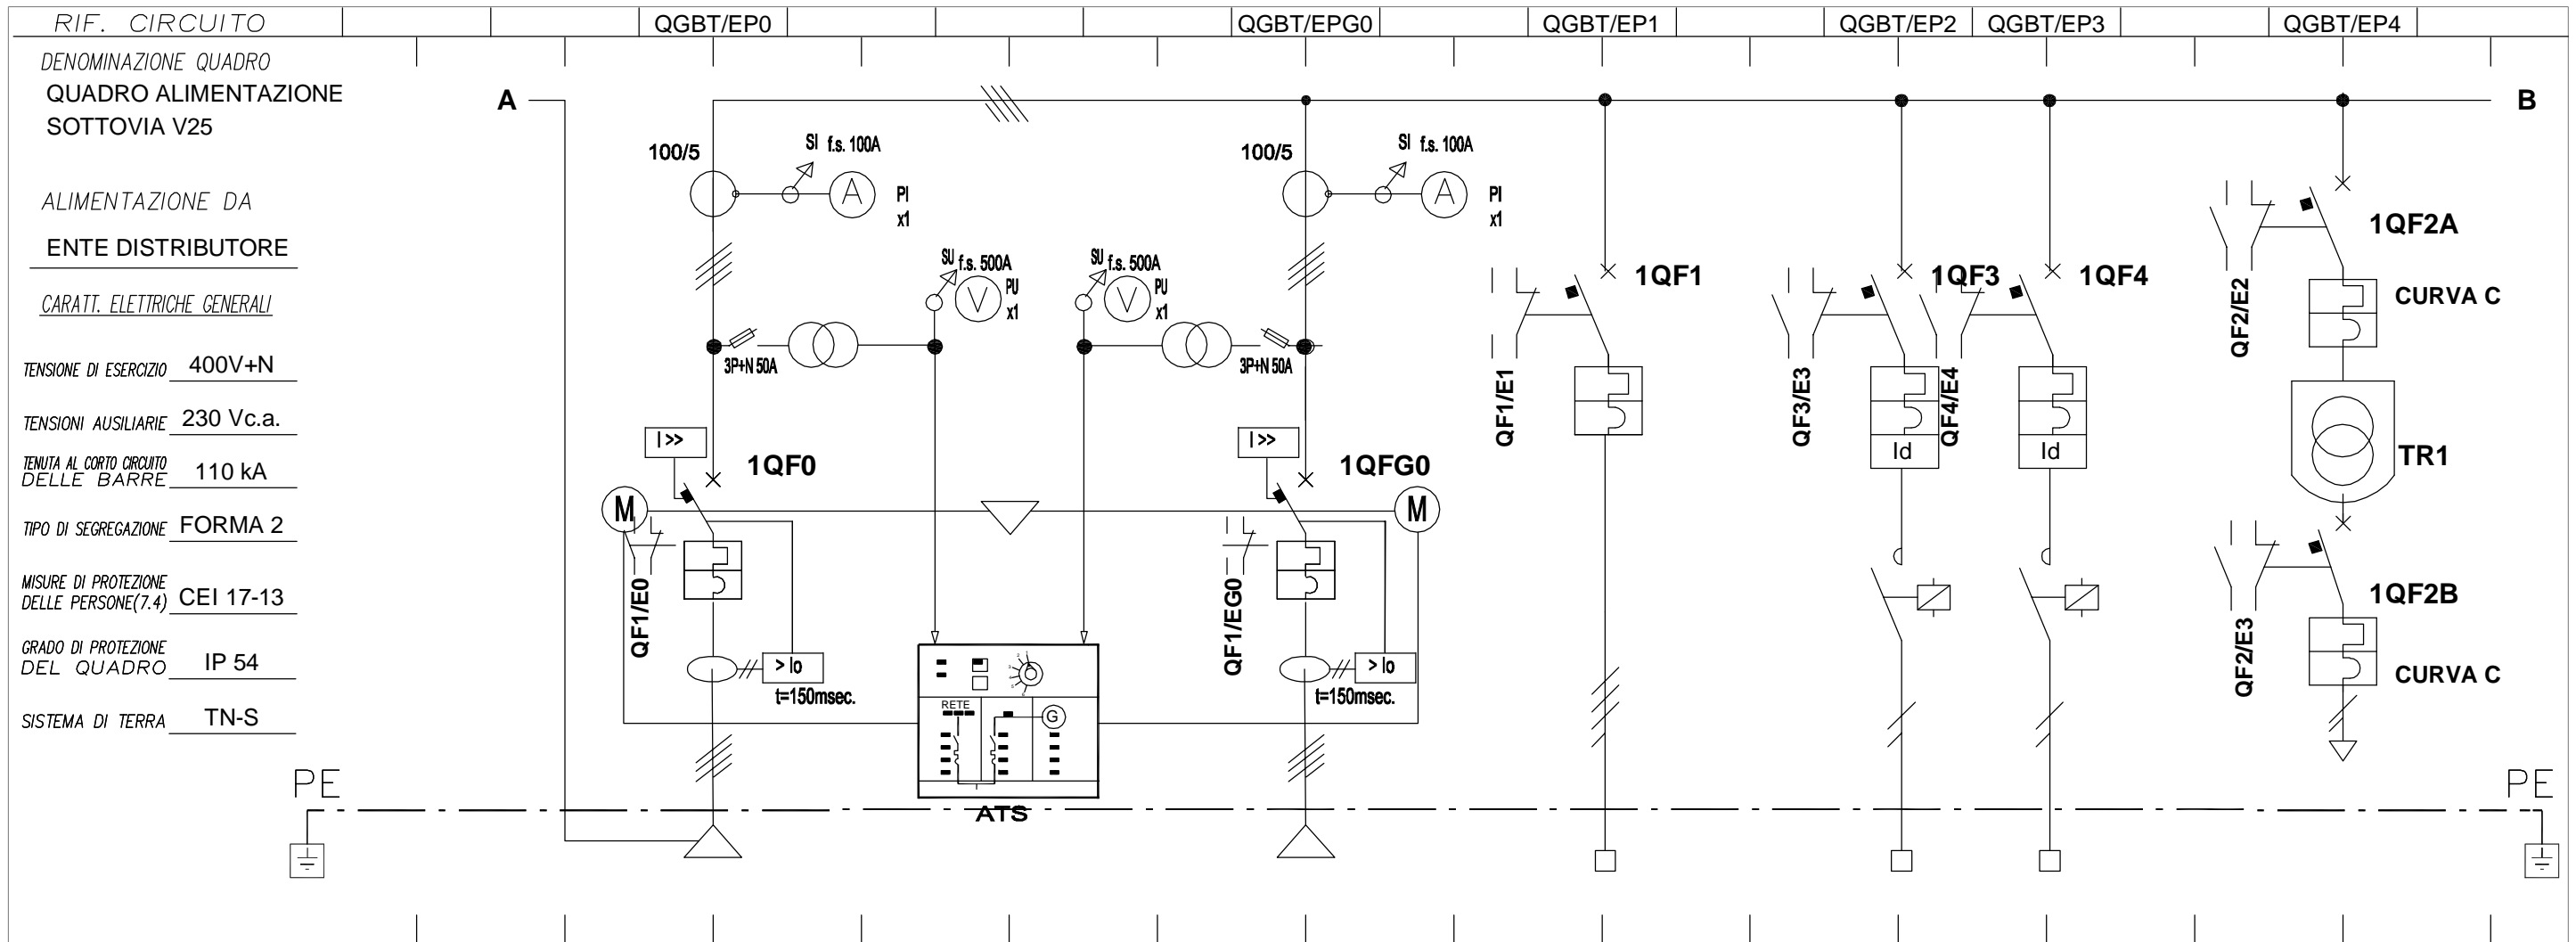 RIF. CIRCUITO
QGBT/EP0
QGBT/EPG0
QGBT/EP1
QGBT/EP2
QGBT/EP3
QGBT/EP4
DENOMINAZIONE QUADRO
QUADRO ALIMENTAZIONE
SOTTOVIA V25
ALIMENTAZIONE DA
ENTE DISTRIBUTORE
CARATT. ELETTRICHE GENERALI
TENSIONE DI ESERCIZIO 400V+N
TENSIONI AUSILIARIE 230 Vc.a.
TENUTA AL CORTO CIRCUITO
DELLE BARRE 110 kA
TIPO DI SEGREGAZIONE FORMA 2
MISURE DI PROTEZIONE
DELLE PERSONE(7.4) CEI 17-13
GRADO DI PROTEZIONE
DEL QUADRO IP 54
SISTEMA DI TERRA TN-S
PE
A
100/5
SI f.s. 100A
A
PI
x1
SU f.s. 500A
V
PU
x1
3P+N 50A
I >>
1QF0
M
QF1/E0
> Io
t=150msec.
SU f.s. 500A
V
PU
x1
RETE
G
ATS
100/5
SI f.s. 100A
A
PI
x1
3P+N 50A
I >>
1QFG0
M
QF1/EG0
> Io
t=150msec.
1QF1
QF1/E1
1QF3
QF3/E3
Id
1QF4
QF4/E4
Id
B
1QF2A
QF2/E2
CURVA C
TR1
1QF2B
QF2/E3
CURVA C
PE